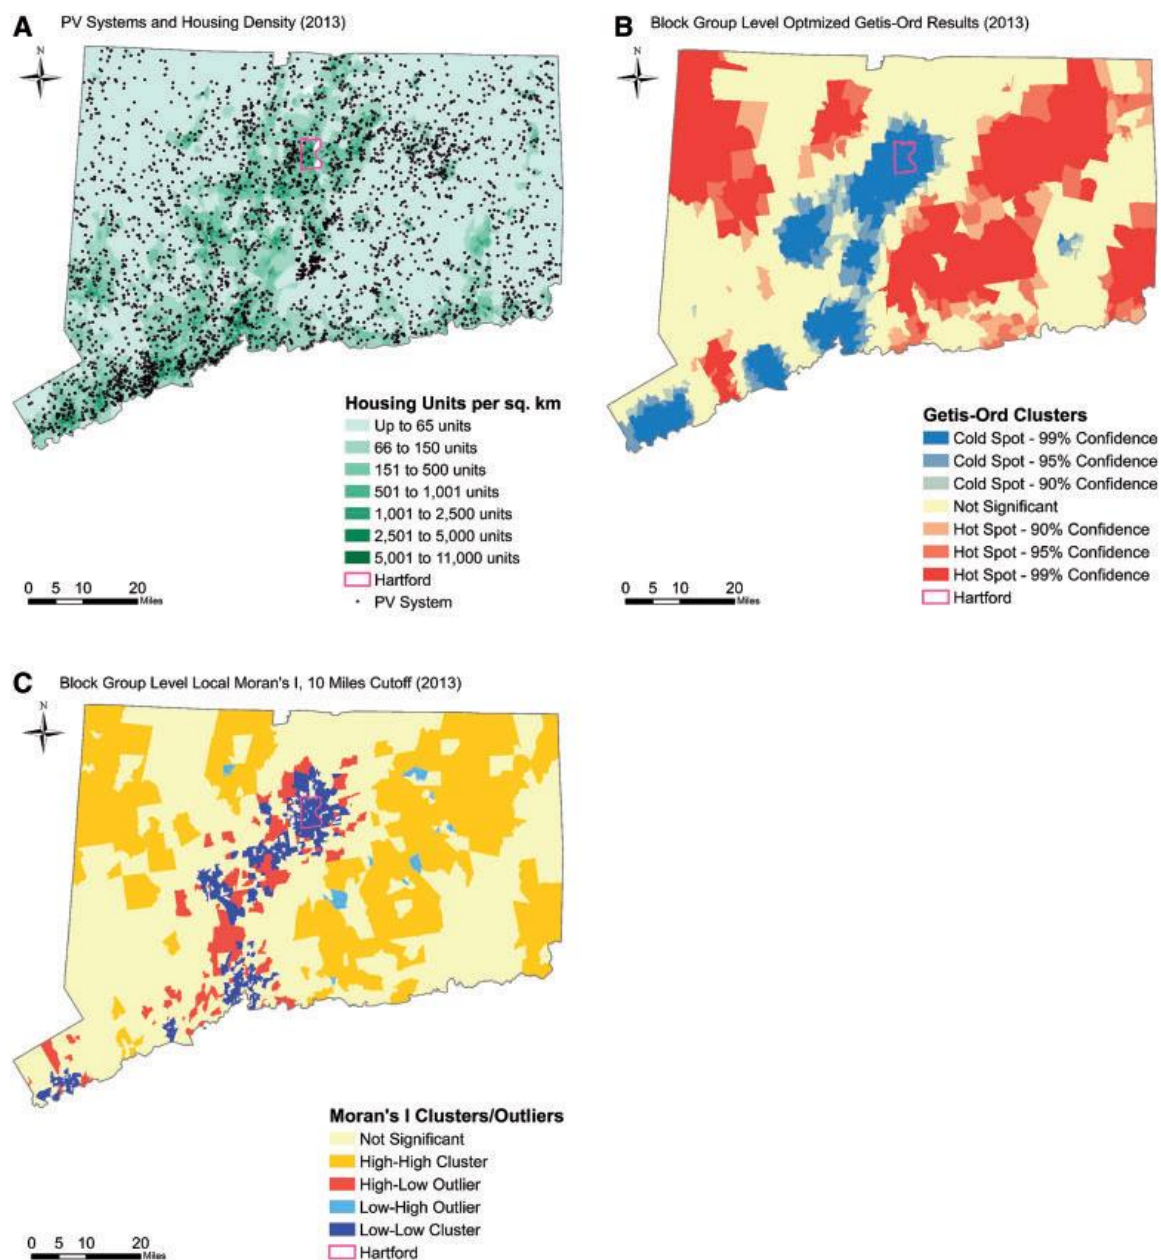 A PV Systems and Housing Density (2013)
N
Housing Units per sq. km
Up to 65 units
66 to 150 units
151 to 500 units
501 to 1,001 units
1,001 to 2,500 units
2,501 to 5,000 units
5,001 to 11,000 units
Hartford
PV System
0 5 10 20
Miles
B Block Group Level Optmized Getis-Ord Results (2013)
N
Getis-Ord Clusters
Cold Spot - 99% Confidence
Cold Spot - 95% Confidence
Cold Spot - 90% Confidence
Not Significant
Hot Spot - 90% Confidence
Hot Spot - 95% Confidence
Hot Spot - 99% Confidence
Hartford
0 5 10 20
Miles
C Block Group Level Local Moran's I, 10 Miles Cutoff (2013)
N
Moran's I Clusters/Outliers
Not Significant
High-High Cluster
High-Low Outlier
Low-High Outlier
Low-Low Cluster
Hartford
0 5 10 20
Miles